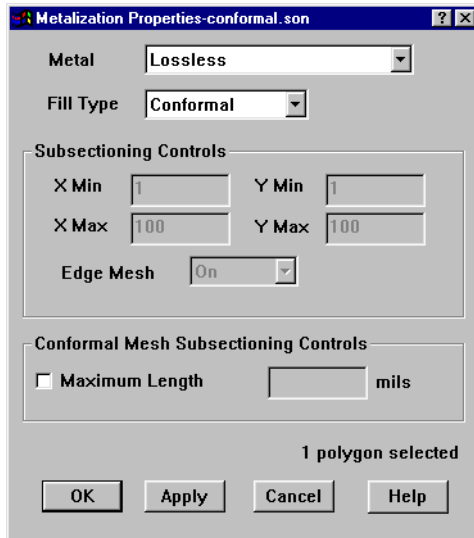 Metalization Properties-conformal.son
Metal Lossless
Fill Type Conformal
Subsectioning Controls
X Min 1 Y Min 1
X Max 100 Y Max 100
Edge Mesh On
Conformal Mesh Subsectioning Controls
Maximum Length mils
1 polygon selected
OK Apply Cancel Help